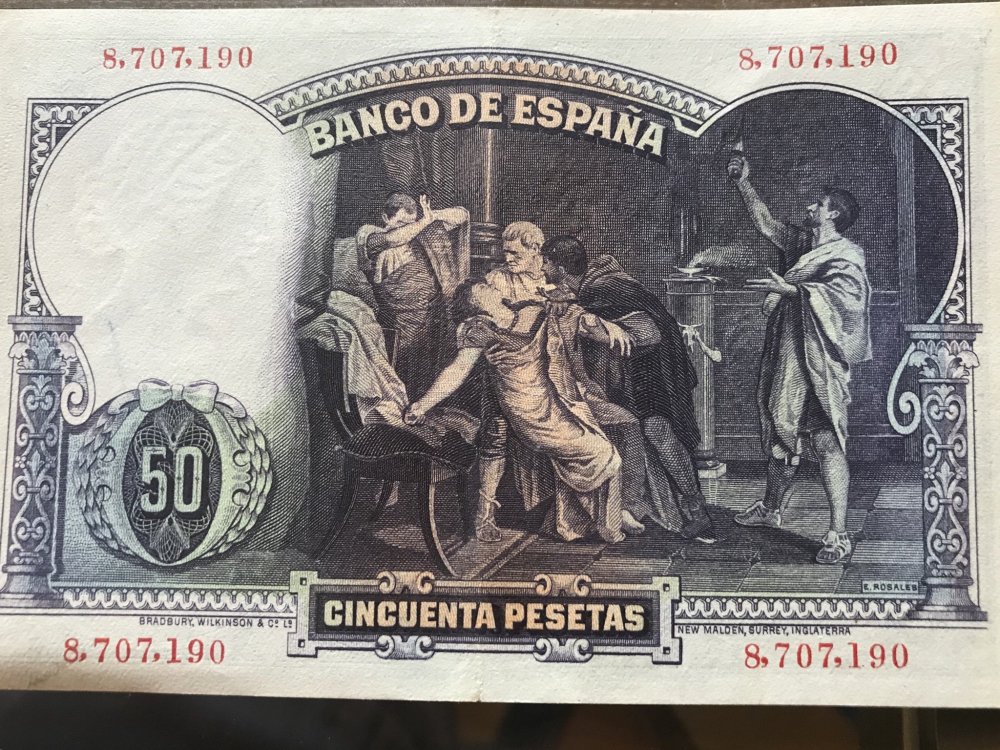 8,707,190
8,707,190
BANCO DE ESPAÑA
50
E. ROSALES
CINCUENTA PESETAS
BRADBURY, WILKINSON & Cº Lº
NEW MALDEN, SURREY, INGLATERRA
8,707,190
8,707,190